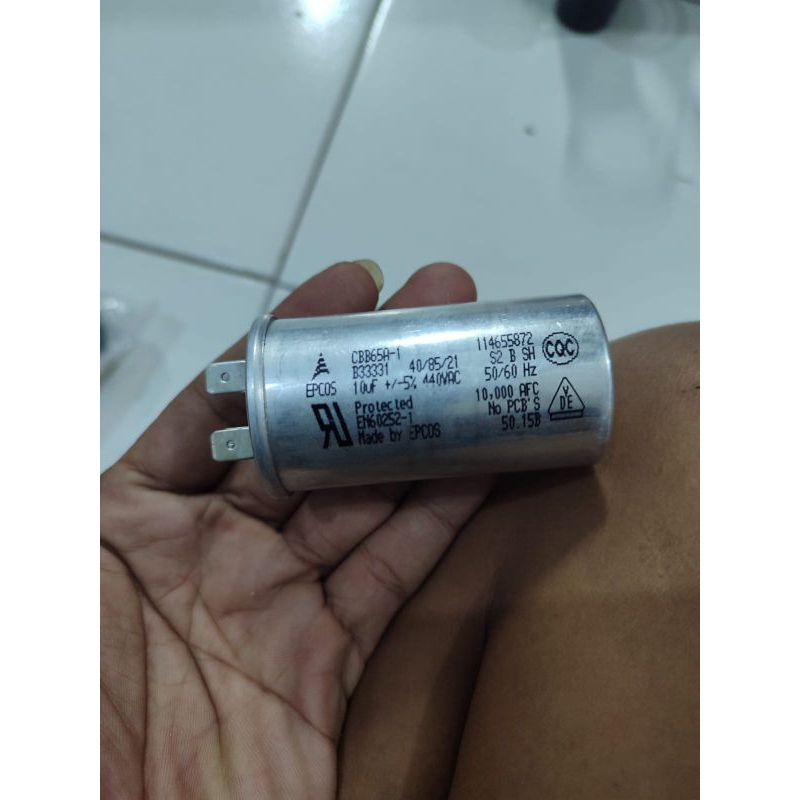 EPCOS
CBB65A-1
B33331 40/85/21
10uF +/-5% 440VAC
Protected
EN60252-1
Made by EPCOS
114655872
S2 B SH
50/60 Hz
10,000 AFC
No PCB'S
50.15B
CQC
VDE